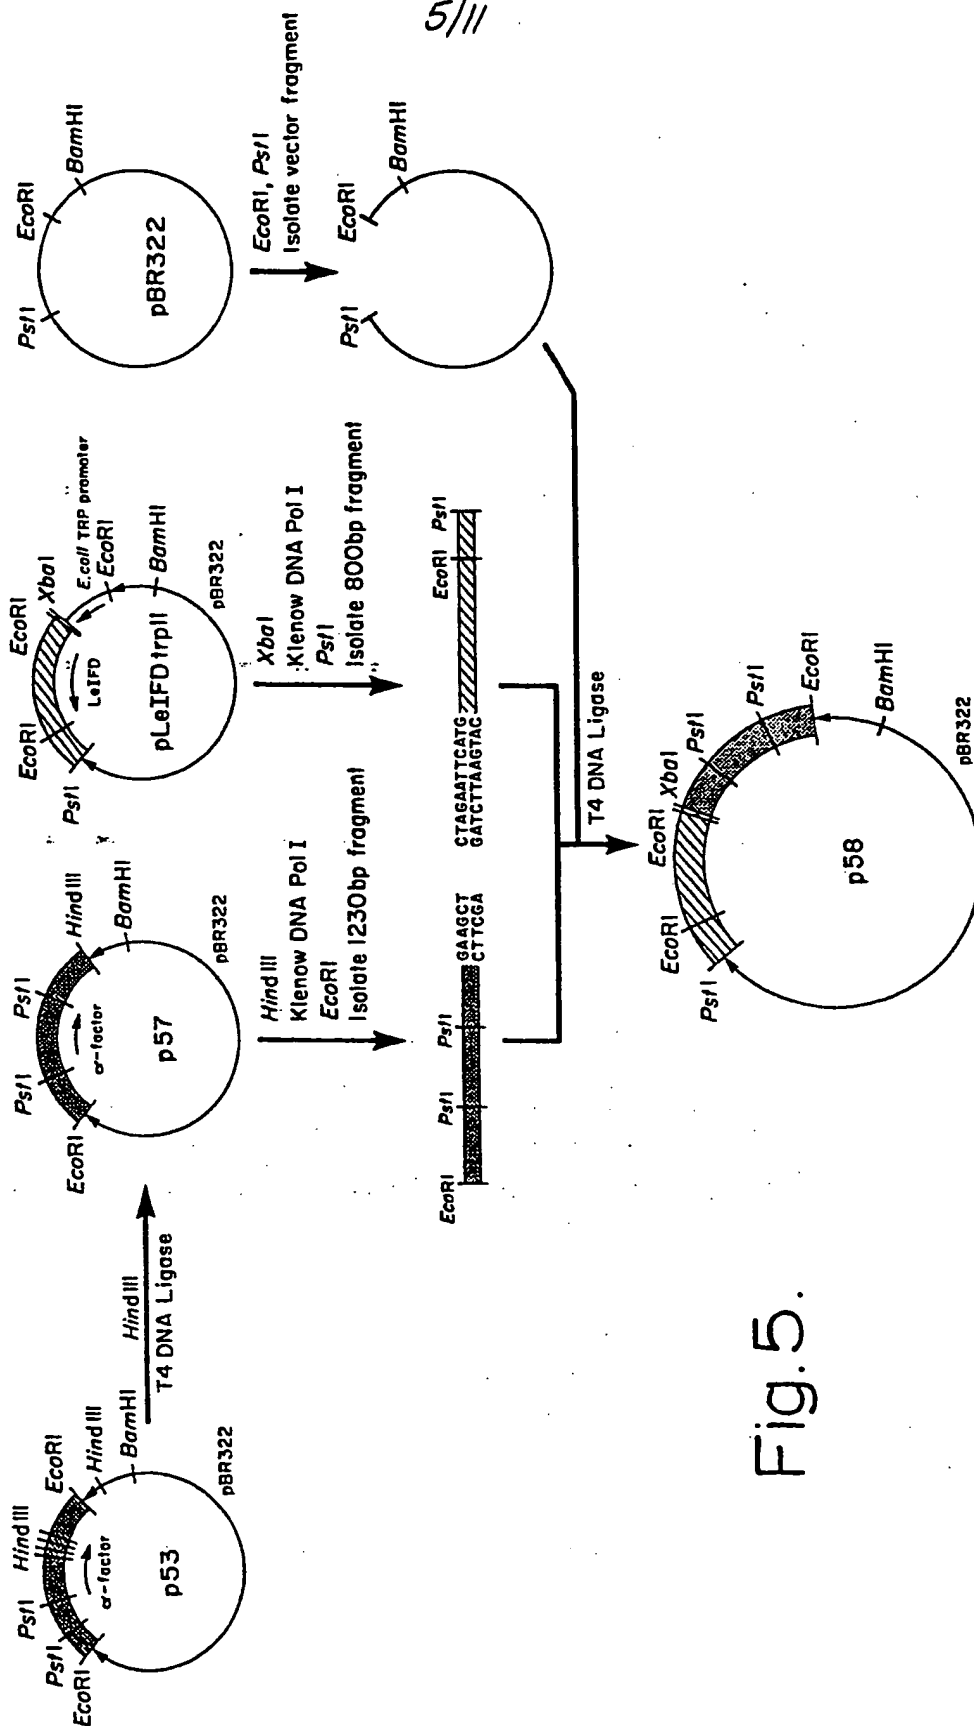 5/11
HindIII
PstI
PstI
EcoRI
EcoRI
HindIII
BamHI
α-factor
p53
pBR322
HindIII
T4 DNA Ligase
PstI
PstI
EcoRI
HindIII
BamHI
α-factor
p57
pBR322
HindIII
Klenow DNA Pol I
EcoRI
Isolate 1230bp fragment
EcoRI
EcoRI
PstI
XbaI
E.coli TRP promoter
EcoRI
BamHI
LeIFD
pLeIFDtrpII
pBR322
XbaI
Klenow DNA Pol I
PstI
Isolate 800bp fragment
PstI
EcoRI
BamHI
pBR322
EcoRI, PstI
Isolate vector fragment
PstI
EcoRI
BamHI
EcoRI
PstI
PstI
GAAGCT
CTTCGA
CTAGAATTCATG
GATCTTAAGTAC
EcoRI
PstI
T4 DNA Ligase
PstI
EcoRI
EcoRI
XbaI
PstI
PstI
EcoRI
BamHI
p58
pBR322
Fig.5.